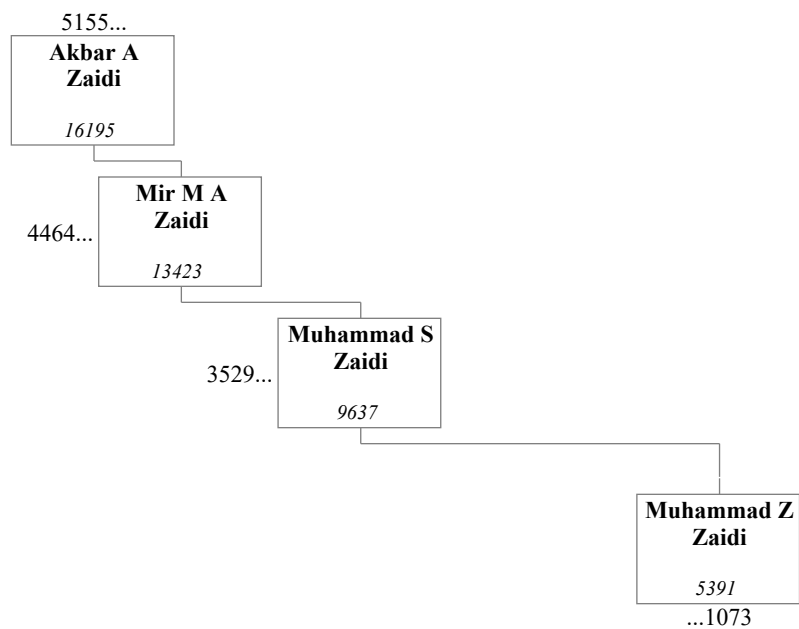 5155...
Akbar A
Zaidi
16195
Mir M A
Zaidi
4464...
13423
Muhammad S
Zaidi
3529...
9637
Muhammad Z
Zaidi
5391
...1073